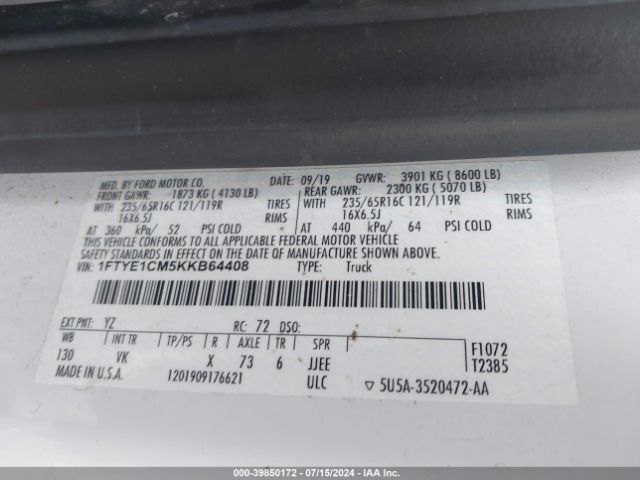 MFD. BY FORD MOTOR CO.
DATE: 09/19 GVWR: 3901 KG ( 8600 LB)
FRONT GAWR: 1873 KG ( 4130 LB) REAR GAWR: 2300 KG ( 5070 LB)
WITH 235/65R16C 121/119R TIRES WITH 235/65R16C 121/119R TIRES
16X6.5J RIMS 16X6.5J RIMS
AT 360 kPa/ 52 PSI COLD AT 440 kPa/ 64 PSI COLD
THIS VEHICLE CONFORMS TO ALL APPLICABLE FEDERAL MOTOR VEHICLE
SAFETY STANDARDS IN EFFECT ON THE DATE OF MANUFACTURE SHOWN ABOVE.
VIN: 1FTYE1CM5KKB64408 TYPE: Truck
EXT PNT: YZ RC: 72 DSO:
WB INT TR TP/PS R AXLE TR SPR F1072
130 VK X 73 6 JJEE T2385
MADE IN U.S.A. 1201909176621 ULC ▽ 5U5A-3520472-AA
000-39850172 | 07/15/2024 | IAAI.COM